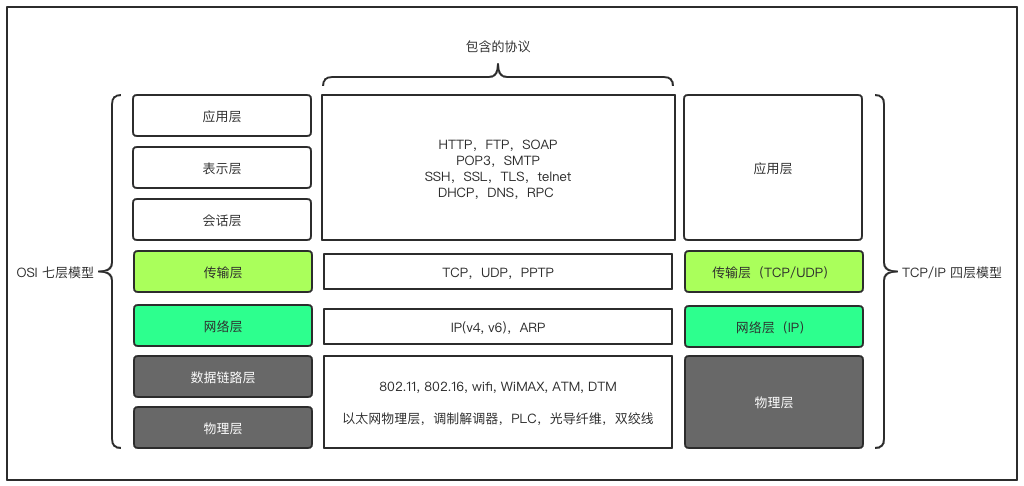 包含的协议
OSI 七层模型
应用层
表示层
会话层
传输层
网络层
数据链路层
物理层
HTTP，FTP，SOAP
POP3，SMTP
SSH，SSL，TLS，telnet
DHCP，DNS，RPC
TCP，UDP，PPTP
IP(v4, v6)，ARP
802.11, 802.16, wifi, WiMAX, ATM, DTM
以太网物理层，调制解调器，PLC，光导纤维，双绞线
应用层
传输层（TCP/UDP）
网络层（IP）
物理层
TCP/IP 四层模型